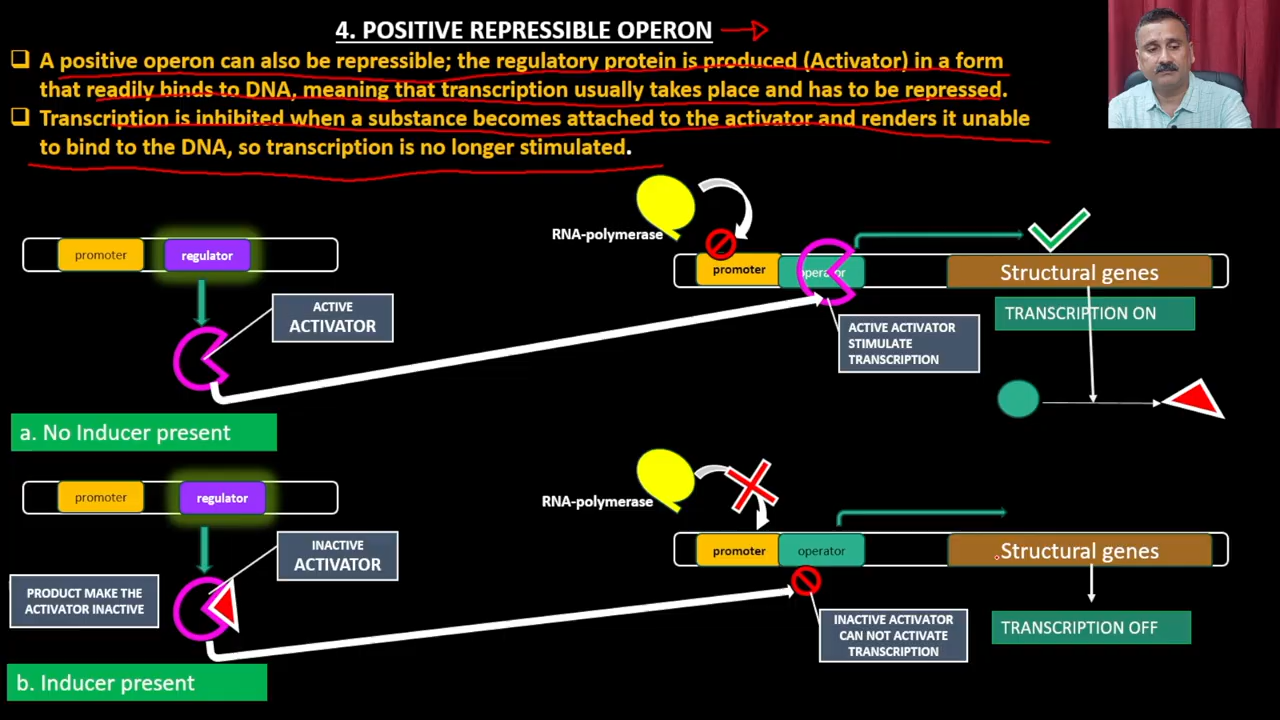 4. POSITIVE REPRESSIBLE OPERON
A positive operon can also be repressible; the regulatory protein is produced (Activator) in a form
that readily binds to DNA, meaning that transcription usually takes place and has to be repressed.
Transcription is inhibited when a substance becomes attached to the activator and renders it unable
to bind to the DNA, so transcription is no longer stimulated.
RNA-polymerase
promoter
regulator
promoter
operator
Structural genes
ACTIVE
ACTIVATOR
TRANSCRIPTION ON
ACTIVE ACTIVATOR
STIMULATE
TRANSCRIPTION
a. No Inducer present
RNA-polymerase
promoter
regulator
promoter
operator
Structural genes
INACTIVE
ACTIVATOR
PRODUCT MAKE THE
ACTIVATOR INACTIVE
INACTIVE ACTIVATOR
CAN NOT ACTIVATE
TRANSCRIPTION
TRANSCRIPTION OFF
b. Inducer present